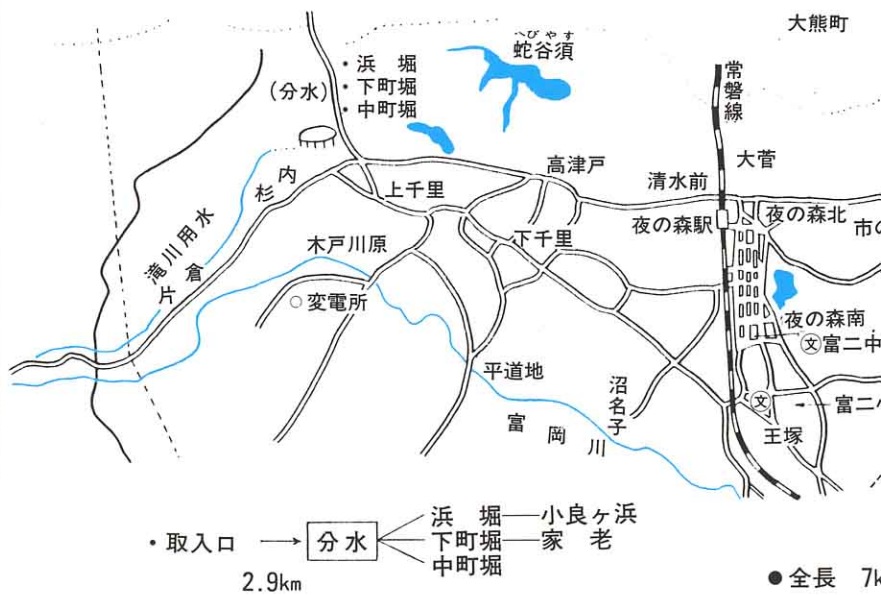 大熊町
へびやす
蛇谷須
・浜 堀
(分水)・下町堀
・中町堀
常磐線
大菅
高津戸
清水前
杉内
上千里
夜の森駅
夜の森北
市の
滝川用水
木戸川原
下千里
片倉
変電所
夜の森南
文 富二中
平道地
沼名子
文
富二小
富岡川
王塚
浜 堀―小良ヶ浜
・取入口 → 分水 下町堀―家 老
中町堀
2.9km
●全長 7k